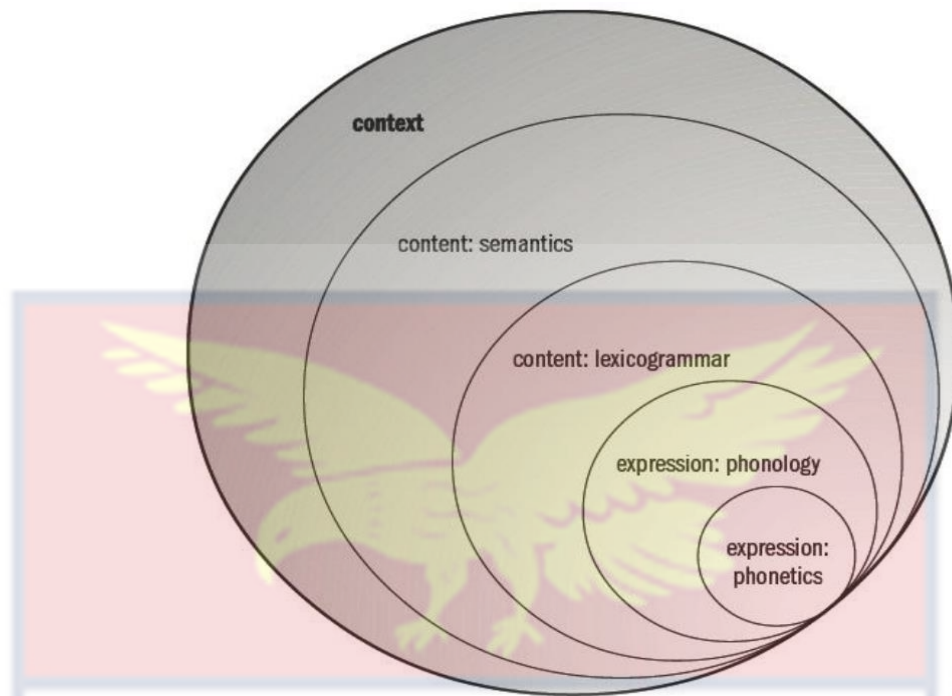 context
content: semantics
content: lexicogrammar
expression: phonology
expression:
phonetics